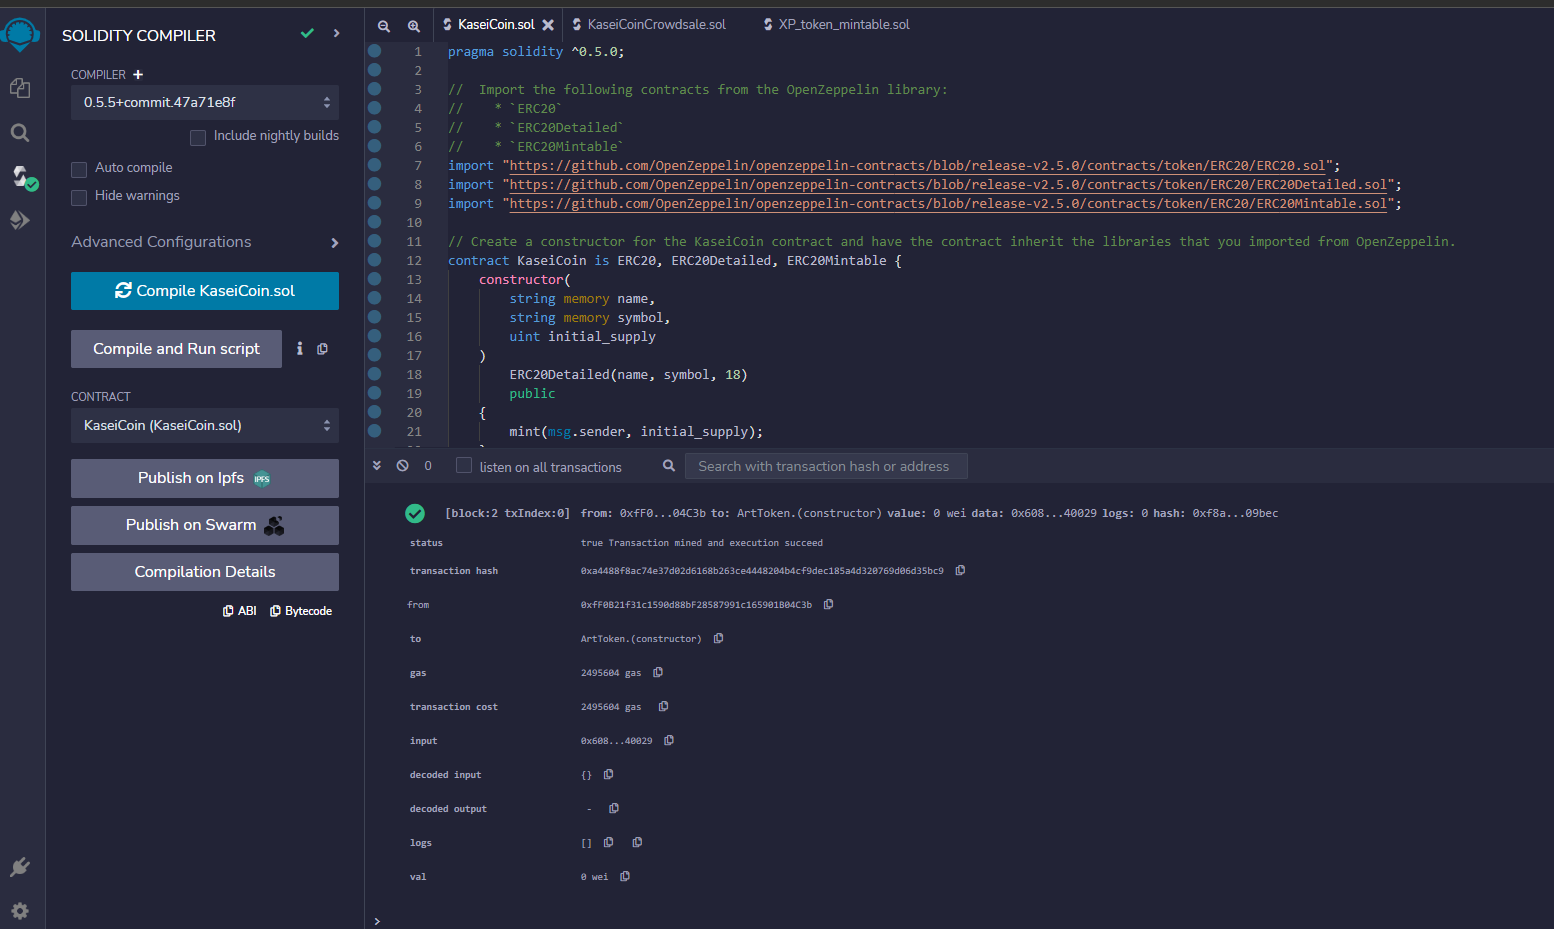 SOLIDITY COMPILER
COMPILER
0.5.5+commit.47a71e8f
Include nightly builds
Auto compile
Hide warnings
Advanced Configurations
Compile KaseiCoin.sol
Compile and Run script
i
CONTRACT
KaseiCoin (KaseiCoin.sol)
Publish on Ipfs IPFS
Publish on Swarm
Compilation Details
ABI Bytecode
KaseiCoin.sol KaseiCoinCrowdsale.sol XP_token_mintable.sol
1 pragma solidity ^0.5.0;
2
3 //  Import the following contracts from the OpenZeppelin library:
4 //    * `ERC20`
5 //    * `ERC20Detailed`
6 //    * `ERC20Mintable`
7 import "https://github.com/OpenZeppelin/openzeppelin-contracts/blob/release-v2.5.0/contracts/token/ERC20/ERC20.sol";
8 import "https://github.com/OpenZeppelin/openzeppelin-contracts/blob/release-v2.5.0/contracts/token/ERC20/ERC20Detailed.sol";
9 import "https://github.com/OpenZeppelin/openzeppelin-contracts/blob/release-v2.5.0/contracts/token/ERC20/ERC20Mintable.sol";
10
11 // Create a constructor for the KaseiCoin contract and have the contract inherit the libraries that you imported from OpenZeppelin.
12 contract KaseiCoin is ERC20, ERC20Detailed, ERC20Mintable {
13     constructor(
14         string memory name,
15         string memory symbol,
16         uint initial_supply
17     )
18         ERC20Detailed(name, symbol, 18)
19         public
20     {
21         mint(msg.sender, initial_supply);
0 listen on all transactions Search with transaction hash or address
[block:2 txIndex:0] from: 0xfF0...04C3b to: ArtToken.(constructor) value: 0 wei data: 0x608...40029 logs: 0 hash: 0xf8a...09bec
status true Transaction mined and execution succeed
transaction hash 0xa4488f8ac74e37d02d6168b263ce4448204b4cf9dec185a4d320769d06d35bc9
from 0xfF0B21f31c1590d88bF28587991c165901B04C3b
to ArtToken.(constructor)
gas 2495604 gas
transaction cost 2495604 gas
input 0x608...40029
decoded input {}
decoded output -
logs []
val 0 wei
>